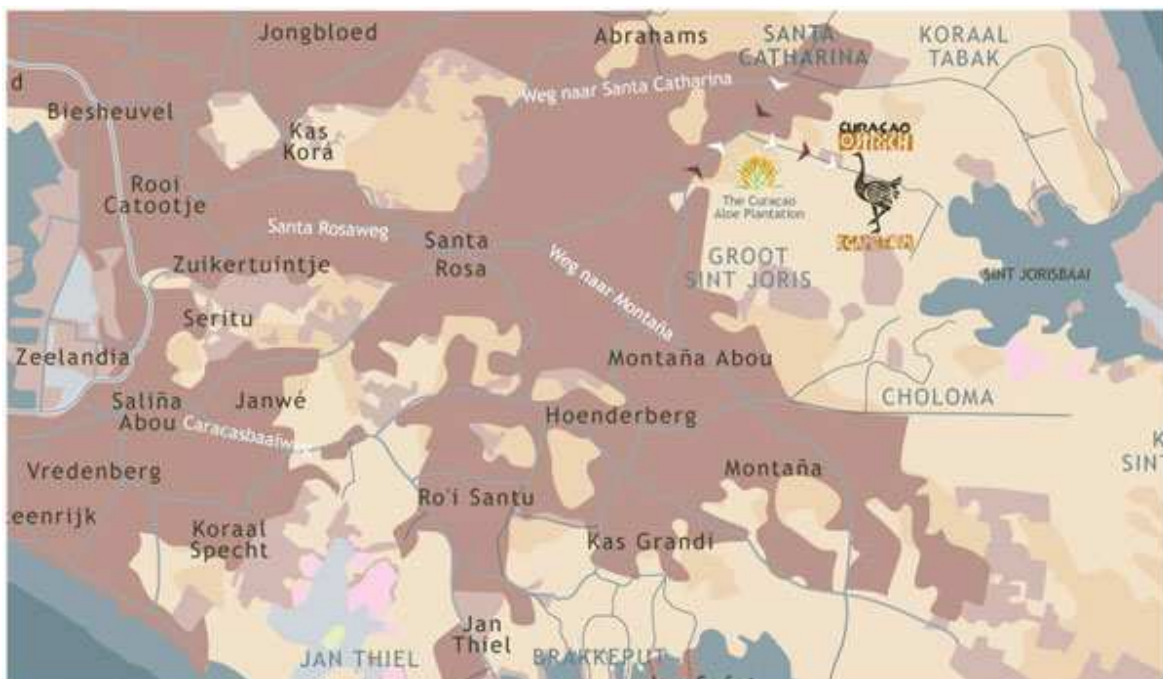 Jongbloed
Abrahams
SANTA
CATHARINA
KORAAL
TABAK
d
Biesheuvel
Weg naar Santa Catharina
Kas
Korá
CURAÇAO
OSTRICH
Rooi
Catootje
The Curaçao
Aloe Plantation
Santa Rosaweg
Santa
Rosa
Weg naar Montaña
GROOT
SINT JORIS
SINT JORISBAAI
Zuikertuintje
Seritu
Zeelandia
Montaña Abou
Saliña
Abou
Janwé
Hoenderberg
CHOLOMA
Caracasbaaiweg
K
SINT
Vredenberg
Montaña
Ro'i Santu
eenrijk
Koraal
Specht
Kas Grandi
Jan
Thiel
JAN THIEL
BRAKKEPUT